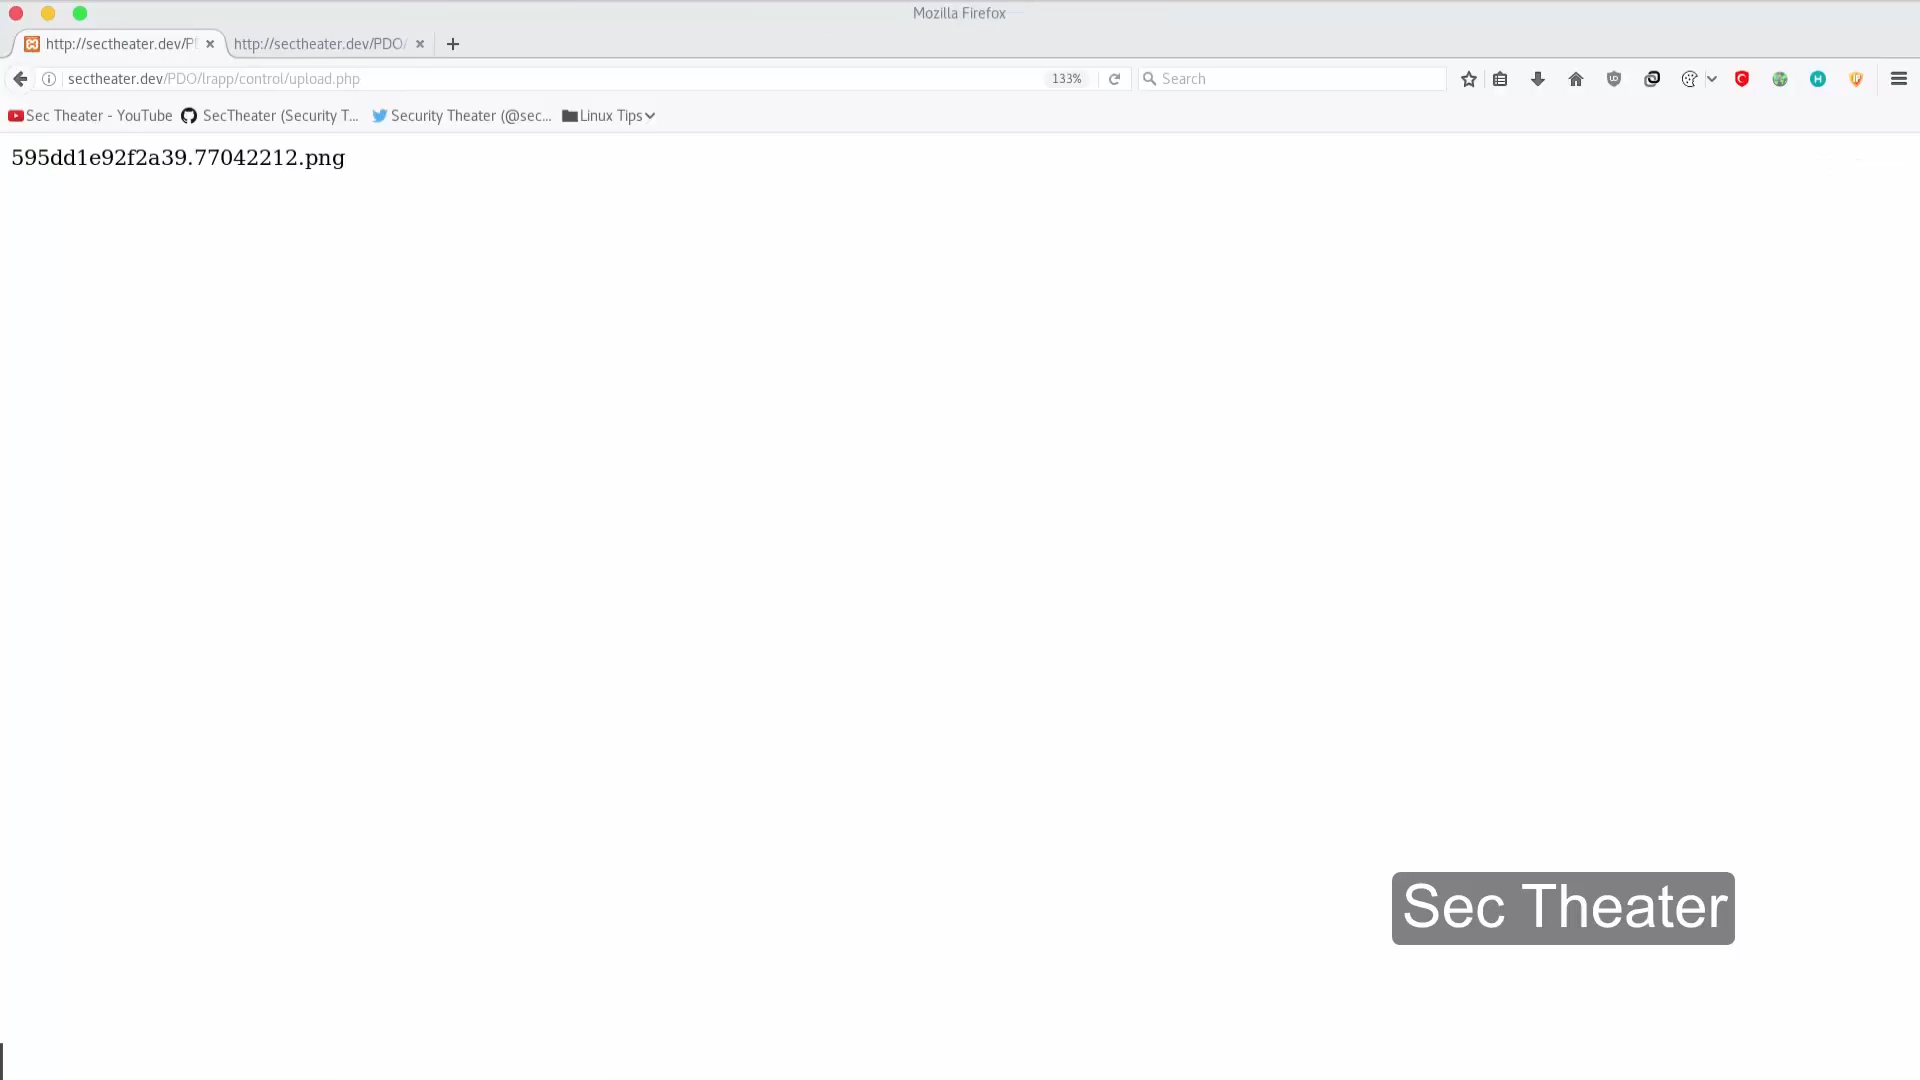 Mozilla Firefox
http://sectheater.dev/P
http://sectheater.dev/PDO/
sectheater.dev/PDO/lrapp/control/upload.php
133%
Search
Sec Theater - YouTube
SecTheater (Security T...
Security Theater (@sec...
Linux Tips
595dd1e92f2a39.77042212.png
Sec Theater